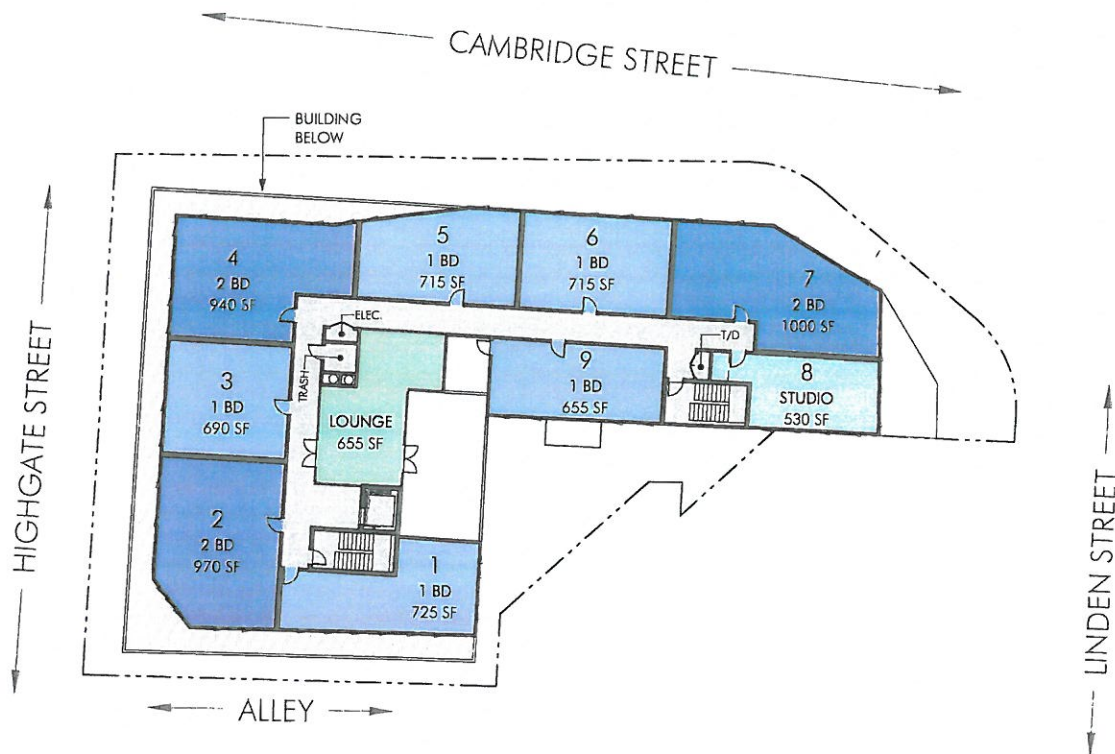 CAMBRIDGE STREET
BUILDING
BELOW
HIGHGATE STREET
4
2 BD
940 SF
5
1 BD
715 SF
6
1 BD
715 SF
7
2 BD
1000 SF
ELEC.
T/D
TRASH
3
1 BD
690 SF
LOUNGE
655 SF
9
1 BD
655 SF
8
STUDIO
530 SF
2
2 BD
970 SF
1
1 BD
725 SF
LINDEN STREET
ALLEY